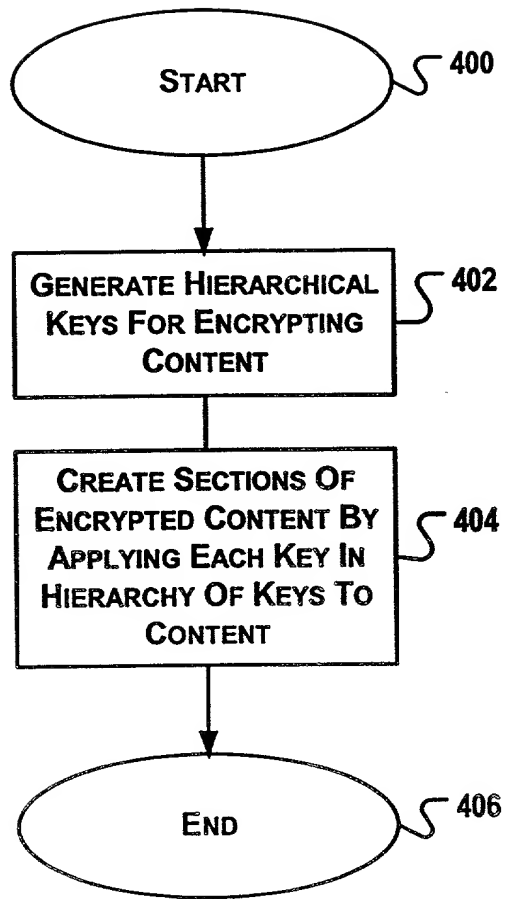 START
400
GENERATE HIERARCHICAL
KEYS FOR ENCRYPTING
CONTENT
402
CREATE SECTIONS OF
ENCRYPTED CONTENT BY
APPLYING EACH KEY IN
HIERARCHY OF KEYS TO
CONTENT
404
END
406